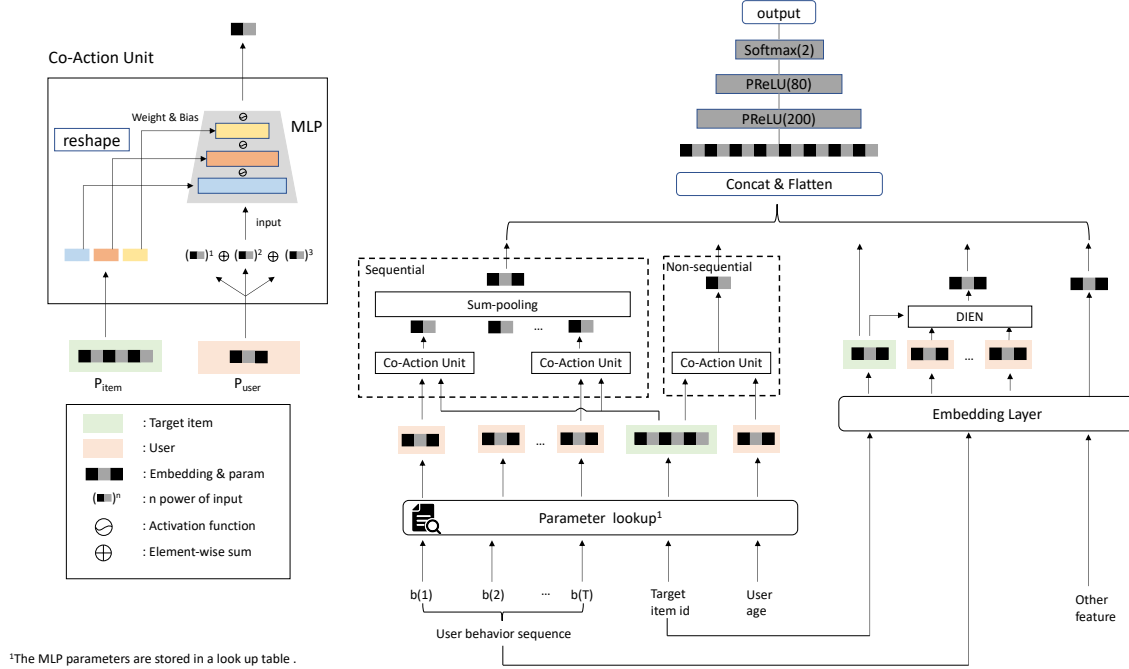 output
Softmax(2)
PReLU(80)
PReLU(200)
Concat & Flatten
Co-Action Unit
Weight & Bias
MLP
reshape
input
(■)¹ ⊕ (■)² ⊕ (■)³
P_item
P_user
: Target item
: User
: Embedding & param
(■)ⁿ : n power of input
: Activation function
⊕ : Element-wise sum
Sequential
Sum-pooling
...
Co-Action Unit
Co-Action Unit
Non-sequential
Co-Action Unit
DIEN
...
Embedding Layer
...
Parameter lookup¹
b(1)
b(2)
...
b(T)
Target
item id
User
age
Other
feature
User behavior sequence
¹The MLP parameters are stored in a look up table .